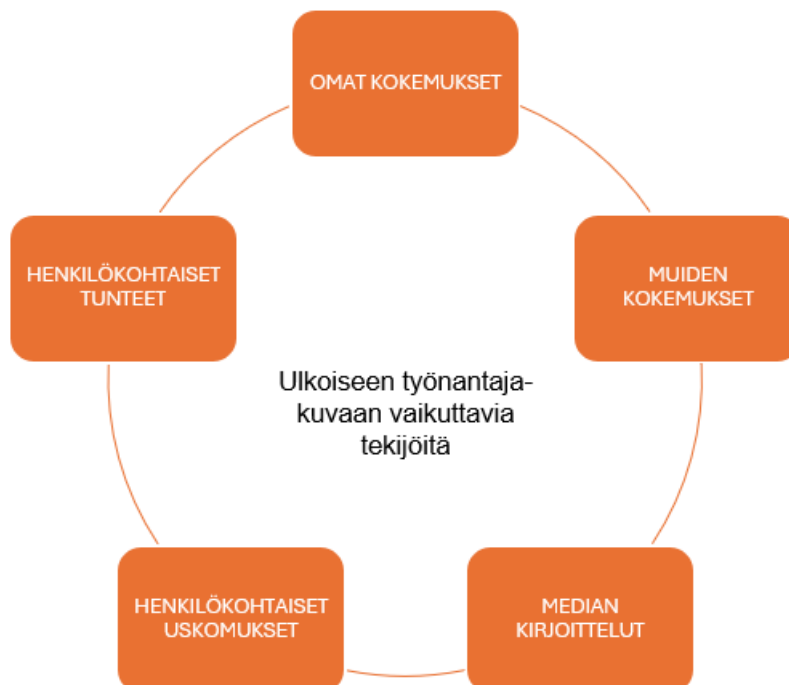 OMAT KOKEMUKSET
HENKILÖKOHTAISET
TUNTEET
MUIDEN
KOKEMUKSET
Ulkoiseen työnantaja-
kuvaan vaikuttavia
tekijöitä
HENKILÖKOHTAISET
USKOMUKSET
MEDIAN
KIRJOITTELUT